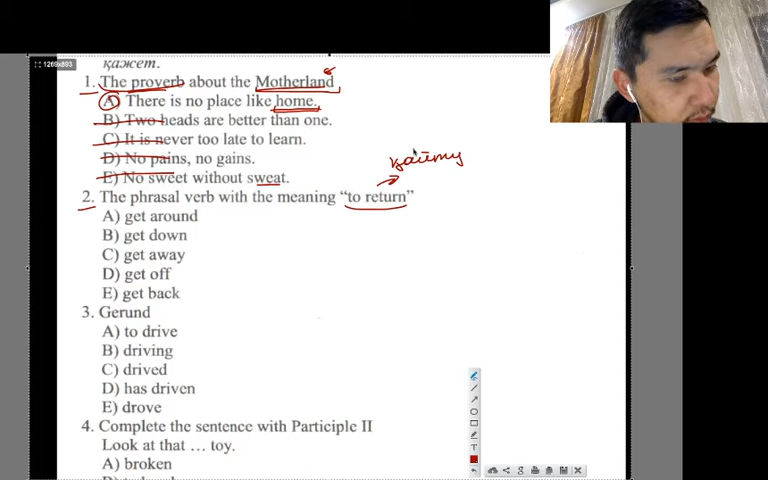 қажет.
1269x893
1. The proverb about the Motherland
A) There is no place like home.
B) Two heads are better than one.
C) It is never too late to learn.
D) No pains, no gains.
E) No sweet without sweat.
қайту
2. The phrasal verb with the meaning “to return”
A) get around
B) get down
C) get away
D) get off
E) get back
3. Gerund
A) to drive
B) driving
C) drived
D) has driven
E) drove
4. Complete the sentence with Participle II
Look at that … toy.
A) broken